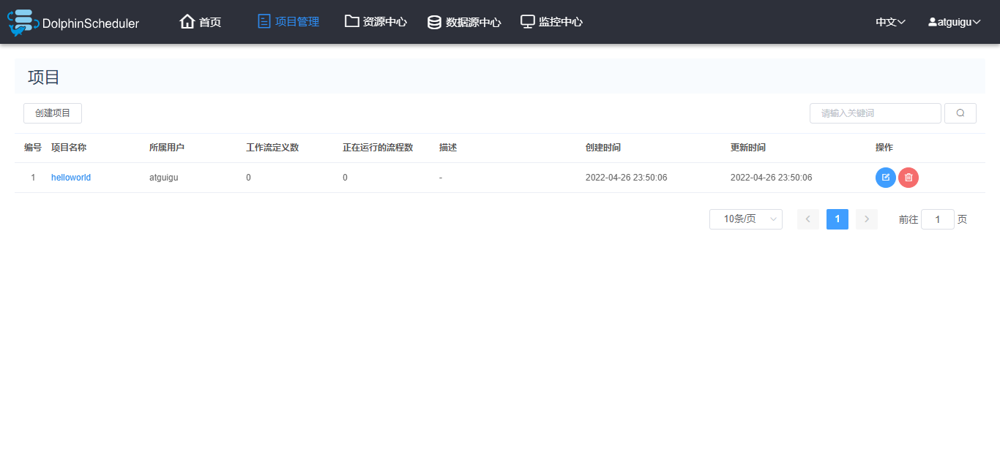 DolphinScheduler 首页 项目管理 资源中心 数据源中心 监控中心 中文 atguigu
项目
创建项目 请输入关键词
编号 项目名称 所属用户 工作流定义数 正在运行的流程数 描述 创建时间 更新时间 操作
1 helloworld atguigu 0 0 - 2022-04-26 23:50:06 2022-04-26 23:50:06
10条/页 1 前往 1 页